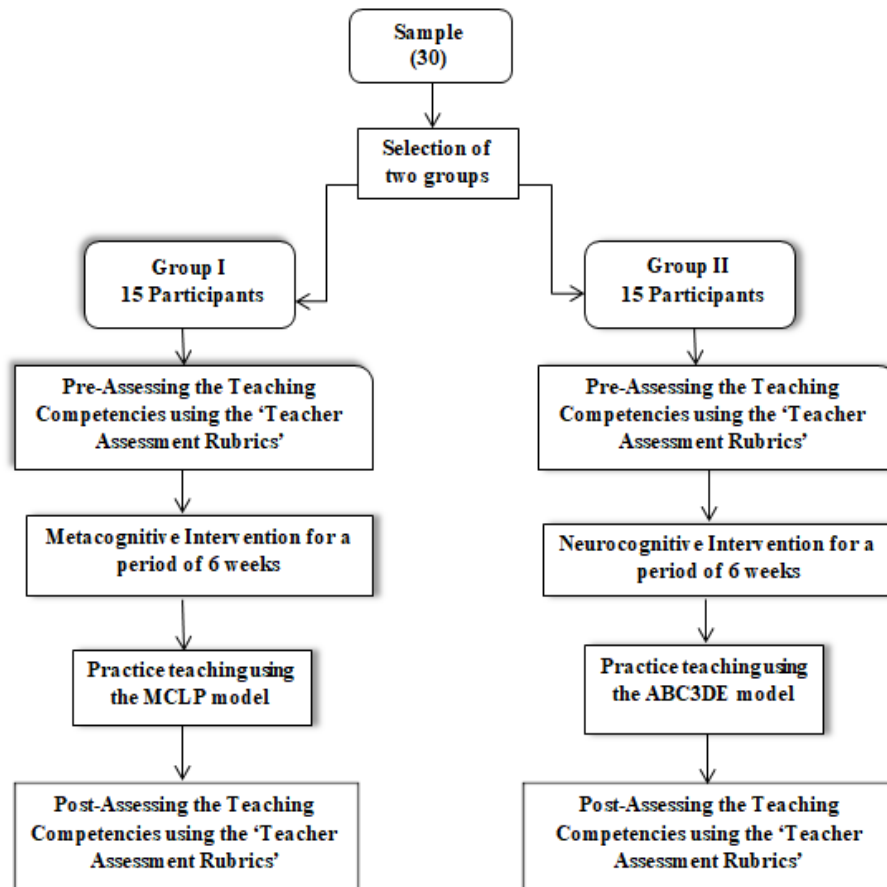 Sample
(30)
Selection of
two groups
Group I
15 Participants
Group II
15 Participants
Pre-Assessing the Teaching
Competencies using the ‘Teacher
Assessment Rubrics’
Pre-Assessing the Teaching
Competencies using the ‘Teacher
Assessment Rubrics’
Metacognitive Intervention for a
period of 6 weeks
Neurocognitive Intervention for a
period of 6 weeks
Practice teaching using
the MCLP model
Practice teaching using
the ABC3DE model
Post-Assessing the Teaching
Competencies using the ‘Teacher
Assessment Rubrics’
Post-Assessing the Teaching
Competencies using the ‘Teacher
Assessment Rubrics’